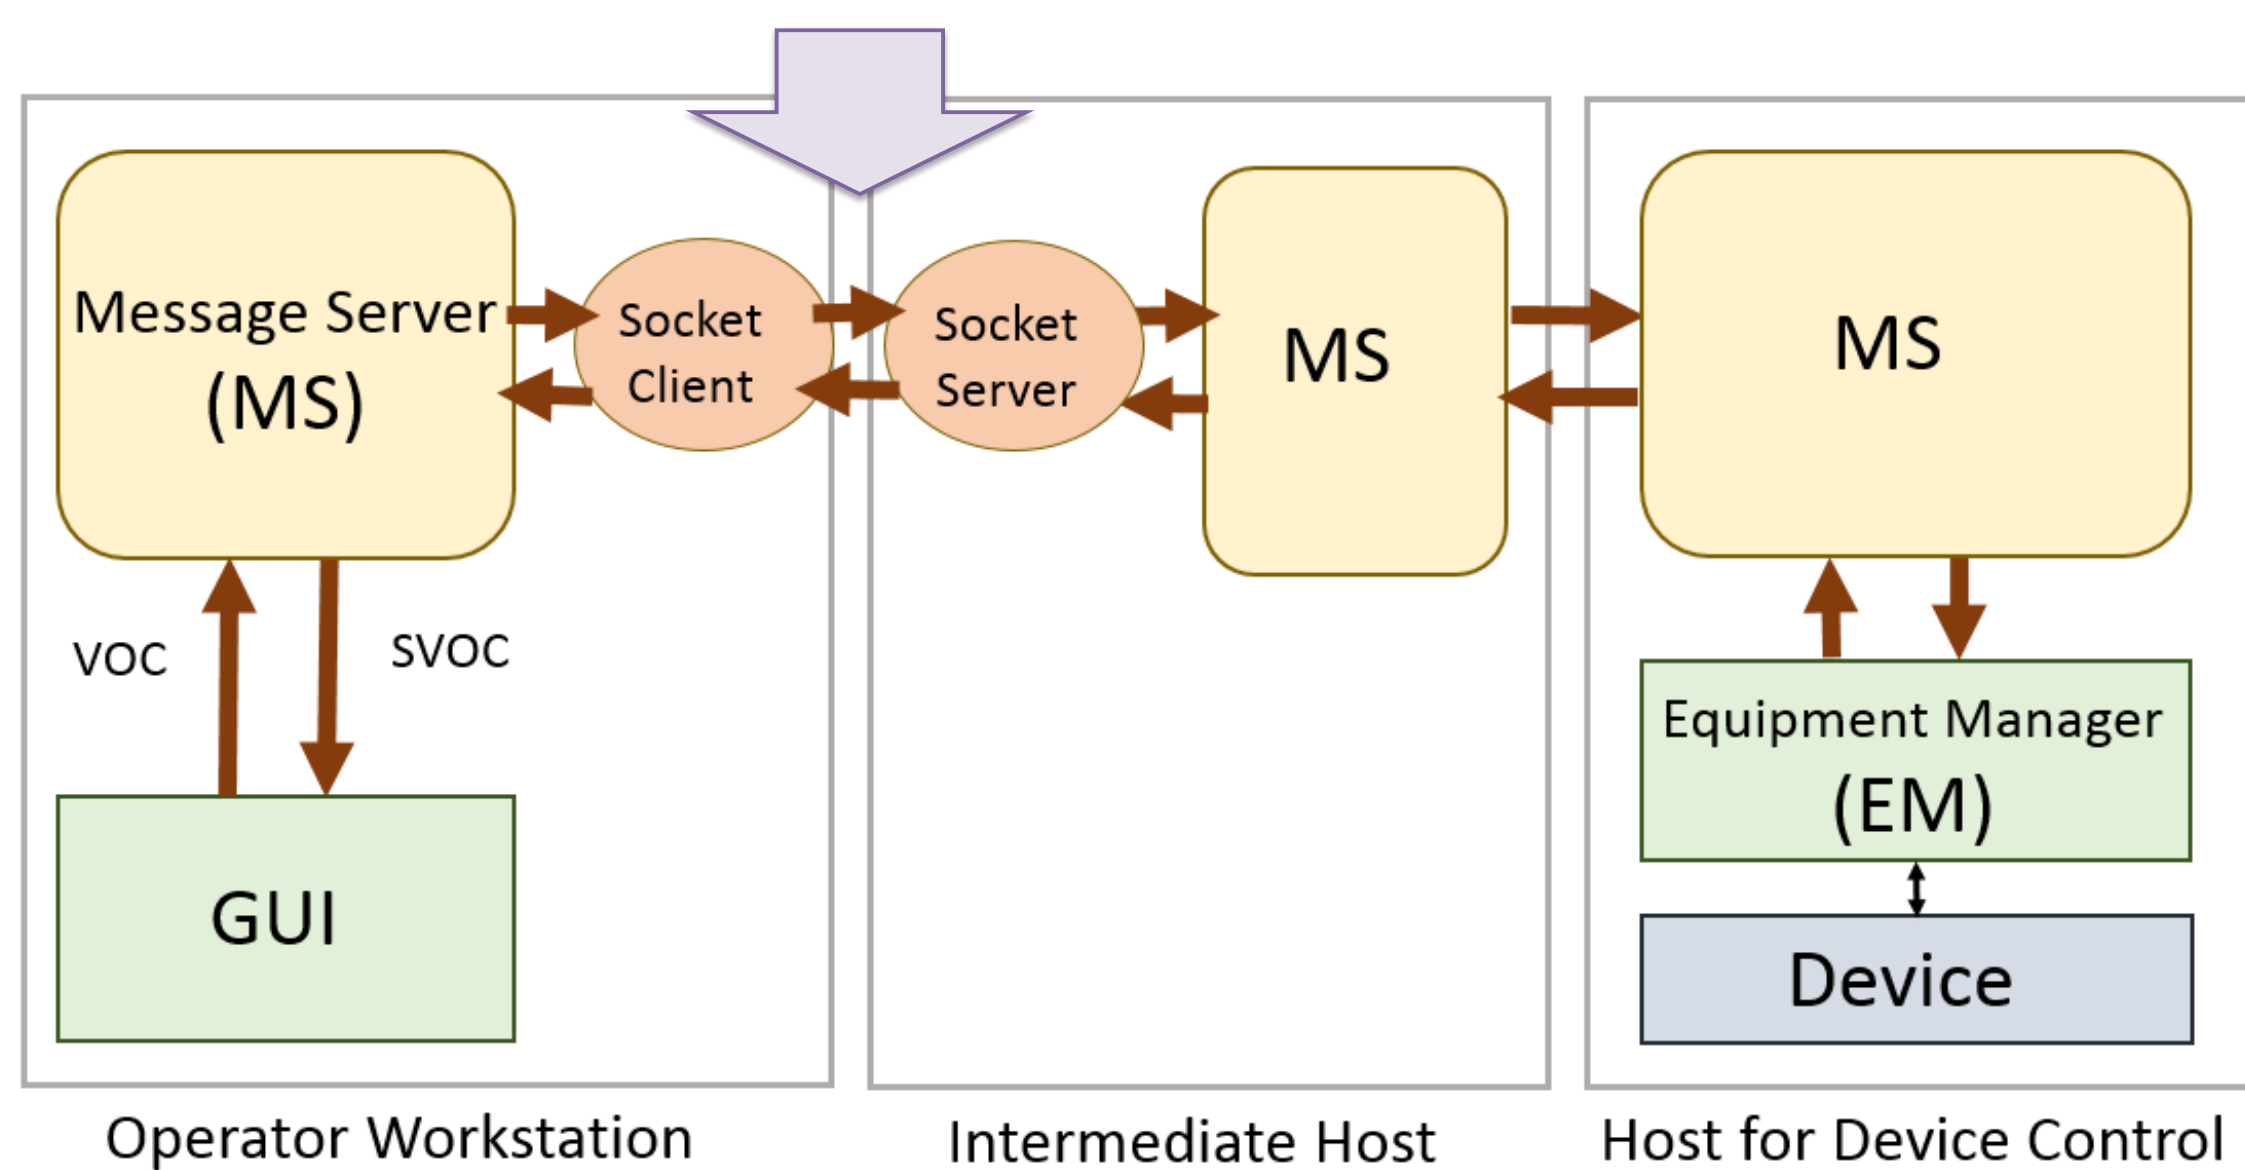 Message Server
(MS)
Socket
Client
Socket
Server
MS
MS
VOC
SVOC
GUI
Equipment Manager
(EM)
Device
Operator Workstation
Intermediate Host
Host for Device Control